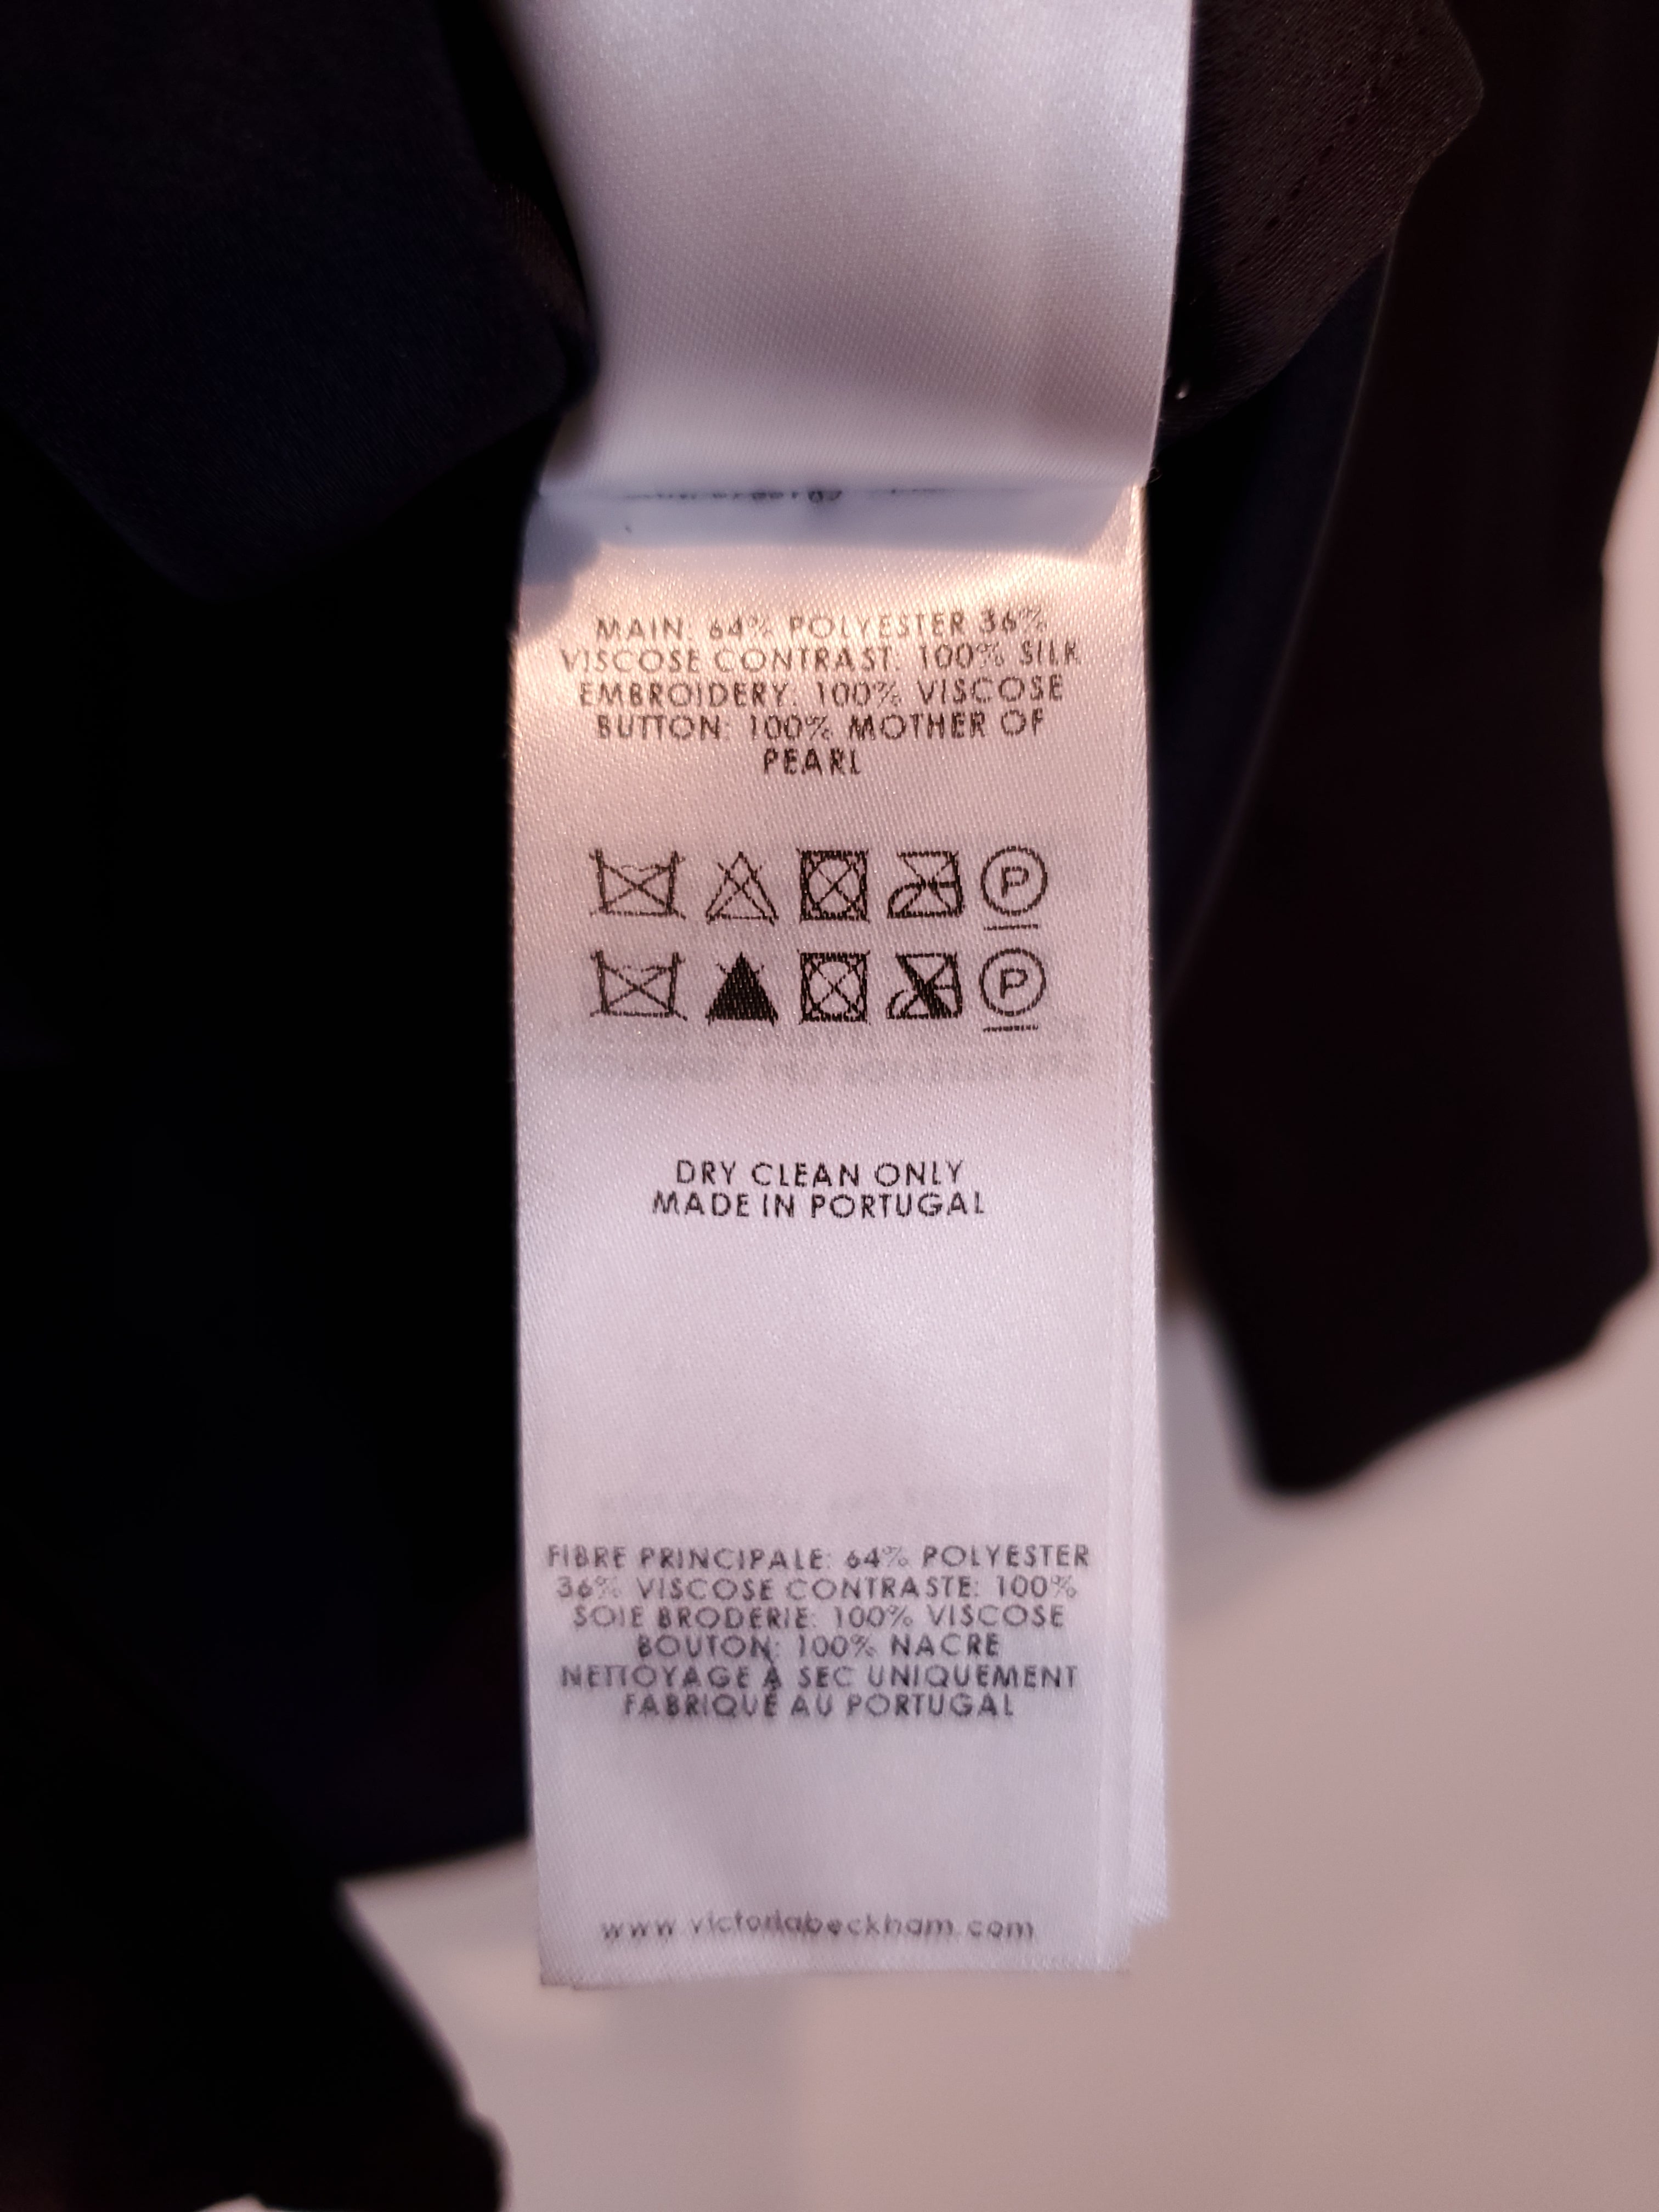 MAIN: 64% POLYESTER 36%
VISCOSE CONTRAST: 100% SILK
EMBROIDERY: 100% VISCOSE
BUTTON: 100% MOTHER OF
PEARL
P
P
DRY CLEAN ONLY
MADE IN PORTUGAL
FIBRE PRINCIPALE: 64% POLYESTER
36% VISCOSE CONTRASTE: 100%
SOIE BRODERIE: 100% VISCOSE
BOUTON: 100% NACRE
NETTOYAGE À SEC UNIQUEMENT
FABRIQUÉ AU PORTUGAL
www.victoriabeckham.com